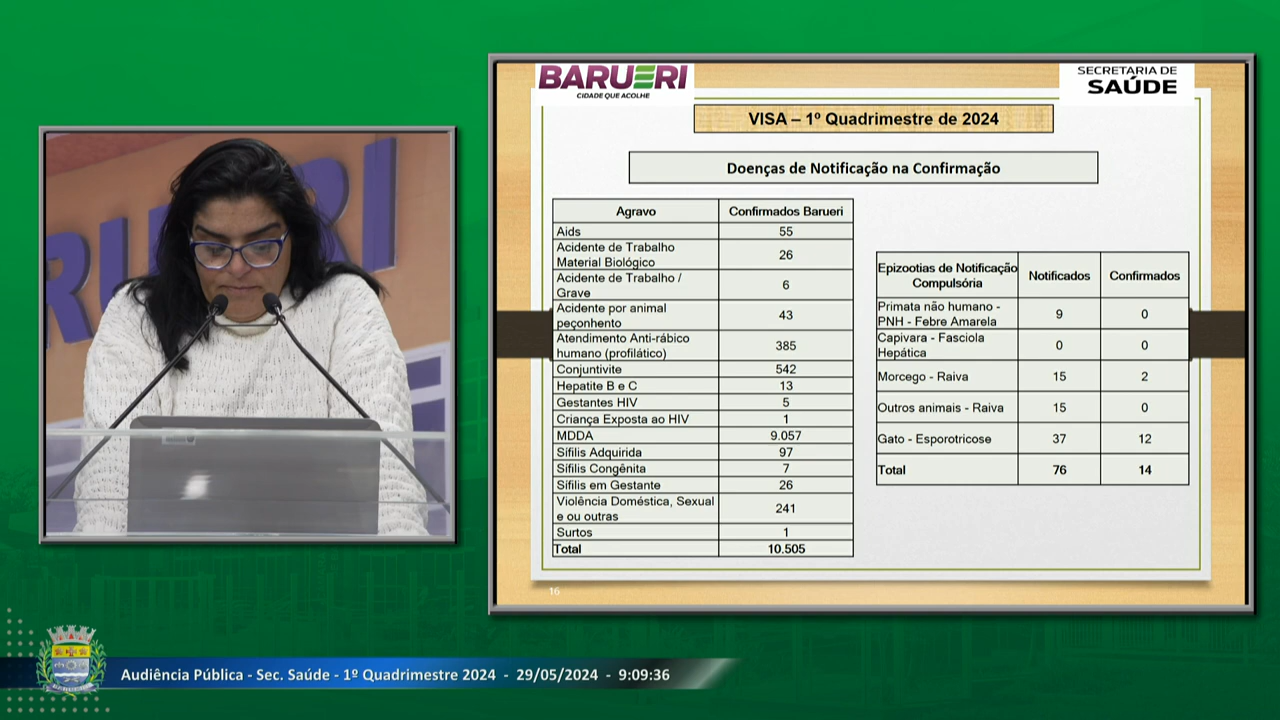 BARUERI
CIDADE QUE ACOLHE
SECRETARIA DE
SAÚDE
VISA – 1º Quadrimestre de 2024
Doenças de Notificação na Confirmação
Agravo Confirmados Barueri
Aids 55
Acidente de Trabalho
Material Biológico 26
Acidente de Trabalho /
Grave 6
Acidente por animal
peçonhento 43
Atendimento Anti-rábico
humano (profilático) 385
Conjuntivite 542
Hepatite B e C 13
Gestantes HIV 5
Criança Exposta ao HIV 1
MDDA 9.057
Sífilis Adquirida 97
Sífilis Congênita 7
Sífilis em Gestante 26
Violência Doméstica, Sexual
e ou outras 241
Surtos 1
Total 10.505
Epizootias de Notificação
Compulsória Notificados Confirmados
Primata não humano -
PNH - Febre Amarela 9 0
Capivara - Fasciola
Hepática 0 0
Morcego - Raiva 15 2
Outros animais - Raiva 15 0
Gato - Esporotricose 37 12
Total 76 14
16
Audiência Pública - Sec. Saúde - 1º Quadrimestre 2024 - 29/05/2024 - 9:09:36